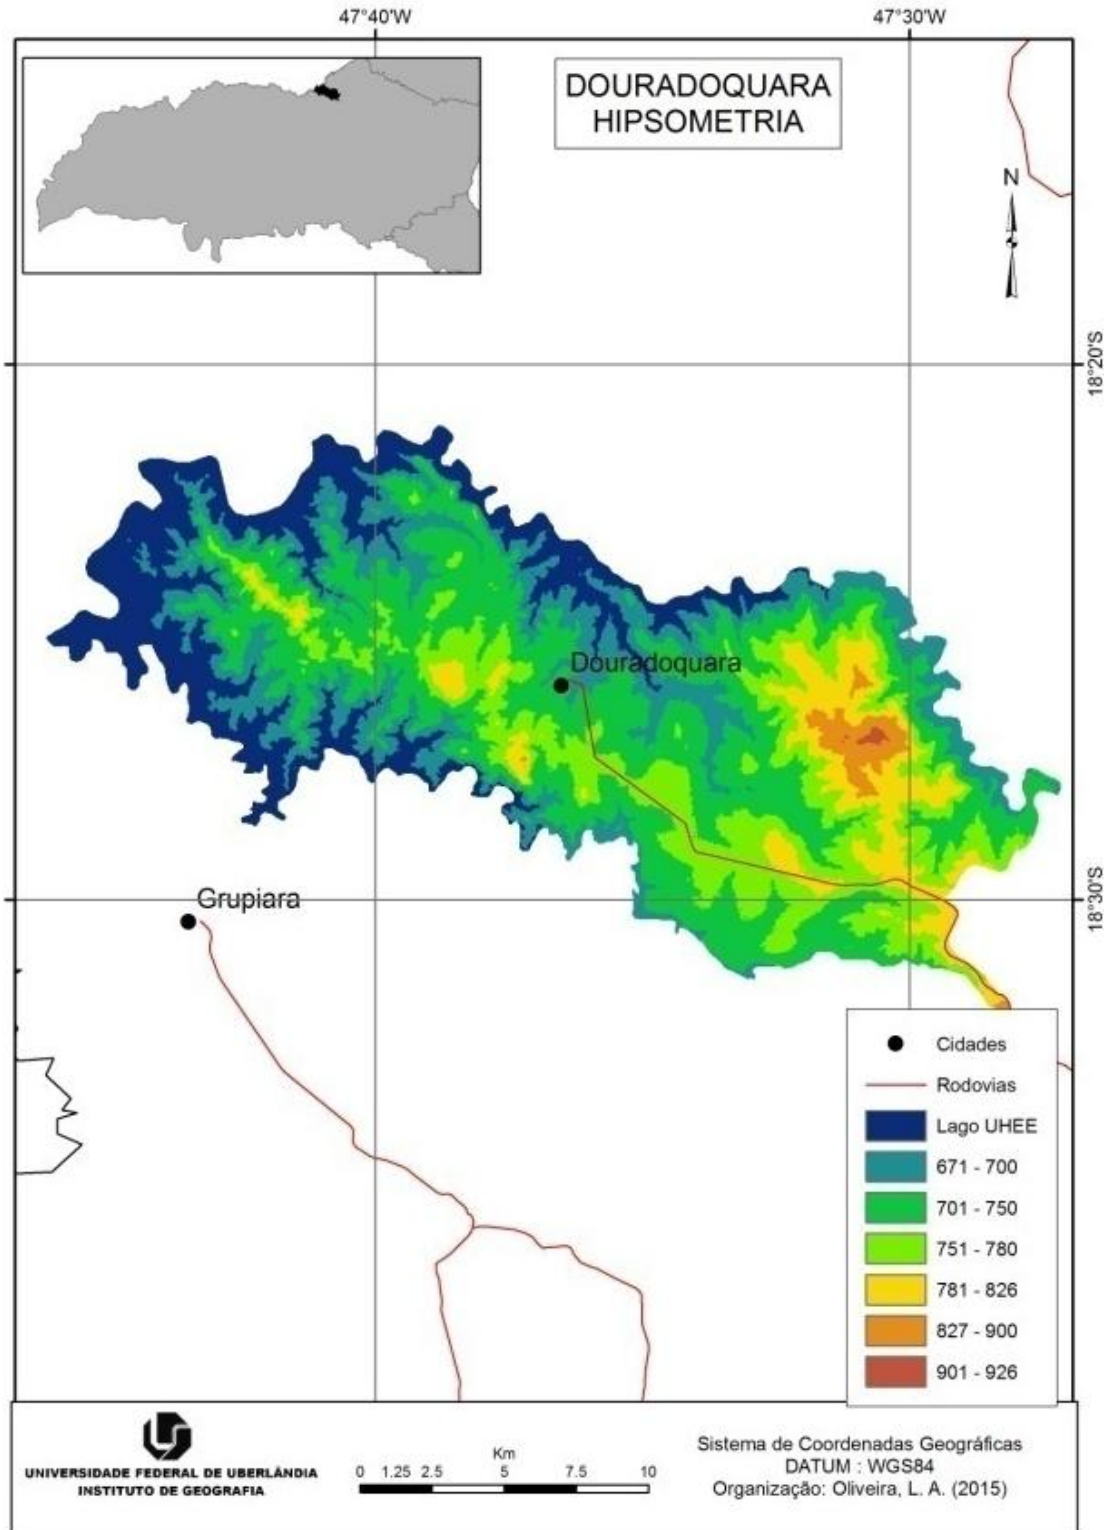 47°40'W
47°30'W
DOURADOQUARA
HIPSOMETRIA
N
18°20'S
Douradoquara
Grupiara
18°30'S
Cidades
Rodovias
Lago UHEE
671 - 700
701 - 750
751 - 780
781 - 826
827 - 900
901 - 926
UNIVERSIDADE FEDERAL DE UBERLÂNDIA
INSTITUTO DE GEOGRAFIA
Km
0 1.25 2.5 5 7.5 10
Sistema de Coordenadas Geográficas
DATUM : WGS84
Organização: Oliveira, L. A. (2015)